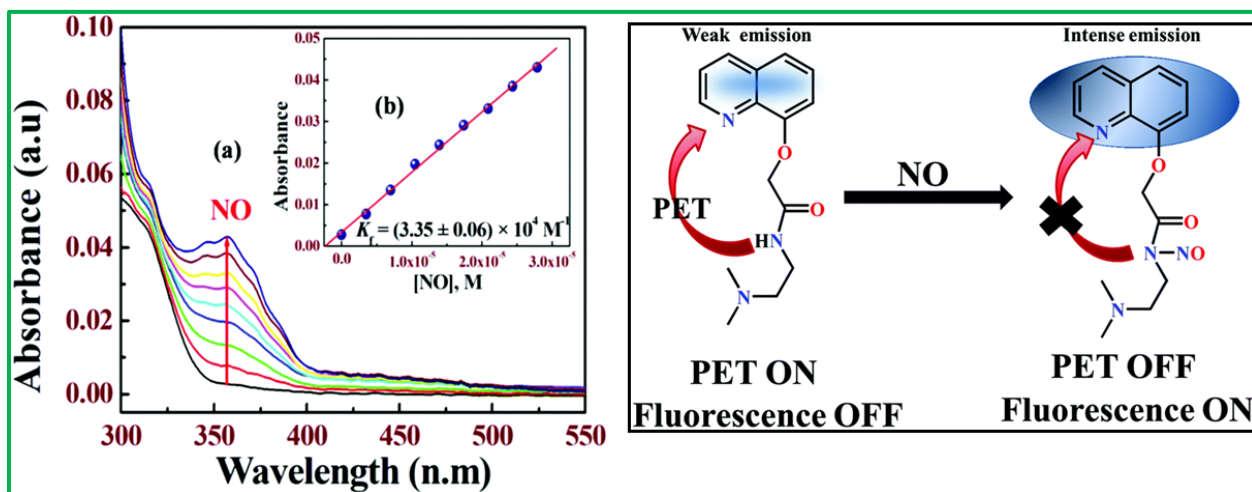 Absorbance (a.u)
0.10
0.08
0.06
0.04
0.02
0.00
300
350
400
450
500
550
Wavelength (n.m)
(a)
NO
Absorbance
0.05
0.04
0.03
0.02
0.01
0.00
(b)
K_f = (3.35 ± 0.06) × 10⁴ M⁻¹
0.0
1.0x10⁻⁵
2.0x10⁻⁵
3.0x10⁻⁵
[NO], M
Weak emission
N
O
PET
O
H
N
N
PET ON
Fluorescence OFF
NO
Intense emission
N
O
O
N–NO
N
PET OFF
Fluorescence ON